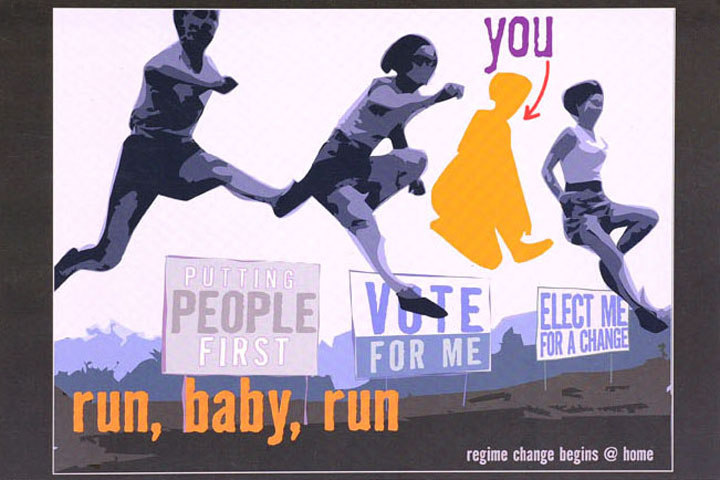 you
PUTTING
PEOPLE
FIRST
VOTE
FOR ME
ELECT ME
FOR A CHANGE
run, baby, run
regime change begins @ home